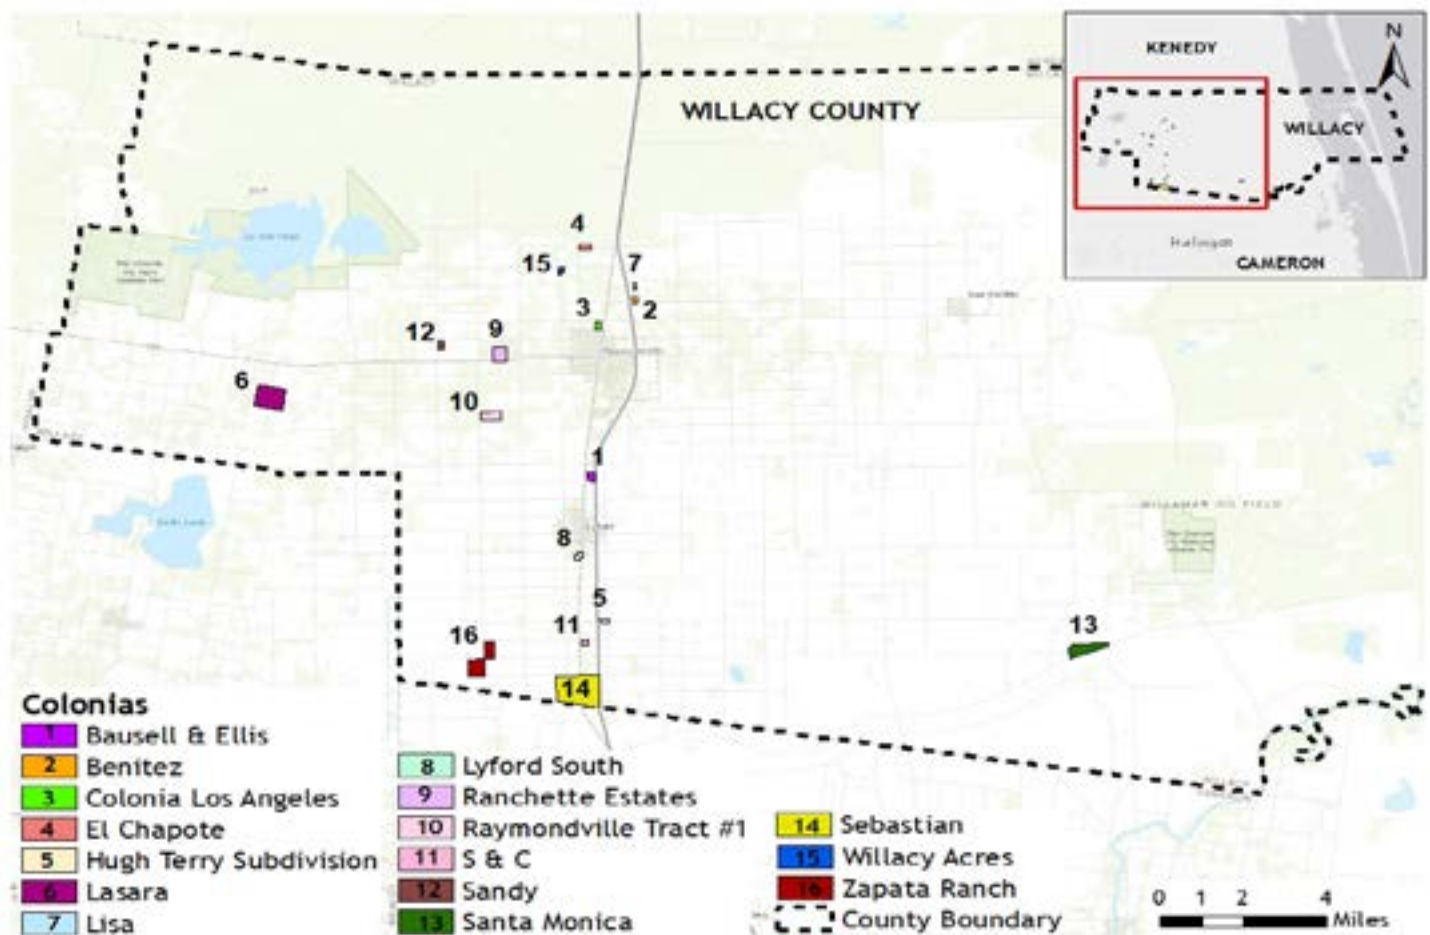 WILLACY COUNTY
KENEDY
N
WILLACY
CAMERON
4
15
7
2
3
12
9
6
10
1
8
5
11
16
13
14
WILLAMAR OIL FIELD
Colonias
1 Bausell & Ellis
2 Benitez
3 Colonia Los Angeles
4 El Chapote
5 Hugh Terry Subdivision
6 Lasara
7 Lisa
8 Lyford South
9 Ranchette Estates
10 Raymondville Tract #1
11 S & C
12 Sandy
13 Santa Monica
14 Sebastian
15 Willacy Acres
16 Zapata Ranch
County Boundary
0 1 2 4
Miles